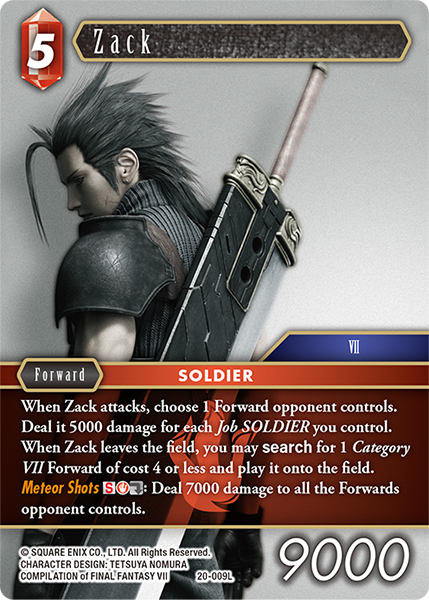 5
Zack
VII
Forward
SOLDIER
When Zack attacks, choose 1 Forward opponent controls.
Deal it 5000 damage for each Job SOLDIER you control.
When Zack leaves the field, you may search for 1 Category
VII Forward of cost 4 or less and play it onto the field.
Meteor Shots S: Deal 7000 damage to all the Forwards
opponent controls.
© SQUARE ENIX CO., LTD. All Rights Reserved.
CHARACTER DESIGN: TETSUYA NOMURA
COMPILATION of FINAL FANTASY VII
20-009L
9000